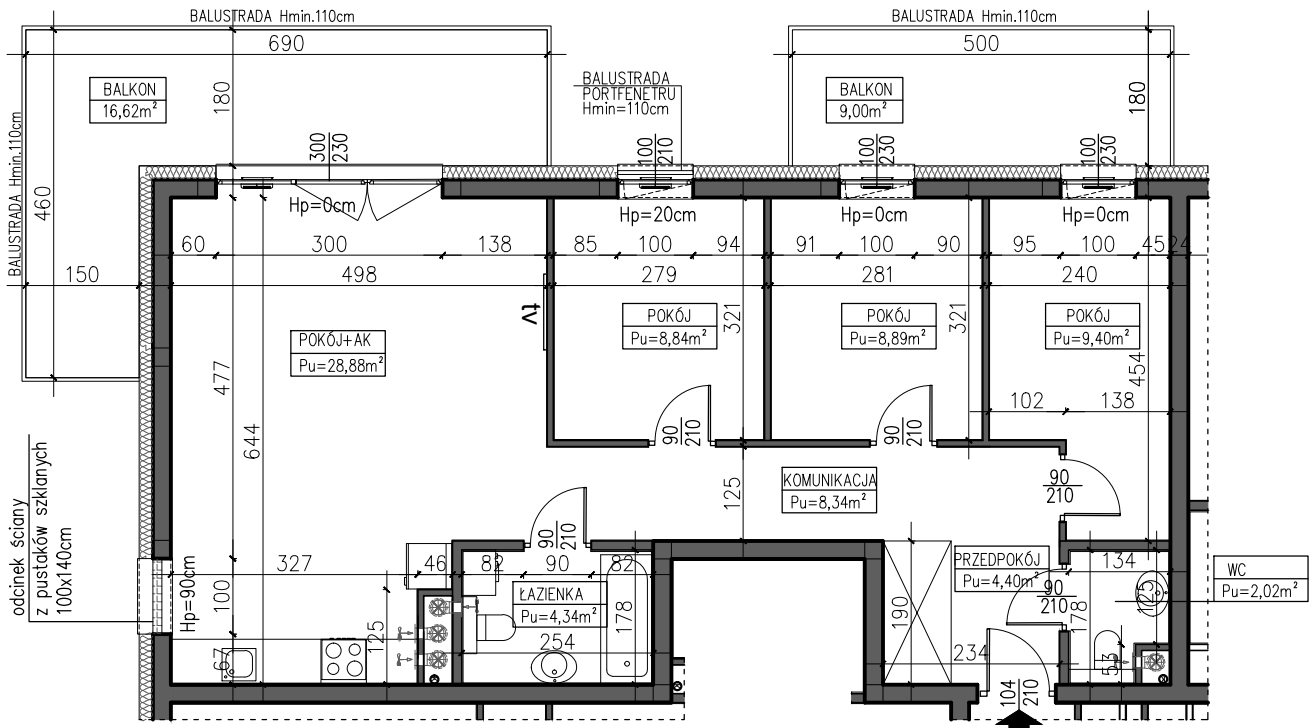 BALUSTRADA Hmin.110cm
690
BALUSTRADA Hmin.110cm
500
BALKON
16,62m²
180
BALUSTRADA
PORTFENETRU
Hmin=110cm
BALKON
9,00m²
180
BALUSTRADA Hmin.110cm
460
300
230
100
210
100
230
100
230
Hp=0cm
Hp=20cm
Hp=0cm
Hp=0cm
60
300
138
85
100
94
91
100
90
95
100
45
24
150
498
279
281
240
tv
POKÓJ+AK
Pu=28,88m²
POKÓJ
Pu=8,84m²
321
POKÓJ
Pu=8,89m²
321
POKÓJ
Pu=9,40m²
454
477
644
102
138
90
210
90
210
odcinek ściany
z pustaków szklanych
100x140cm
KOMUNIKACJA
Pu=8,34m²
125
90
210
90
210
Hp=90cm
100
327
46
82
90
82
ŁAZIENKA
Pu=4,34m²
178
254
125
67
190
PRZEDPOKÓJ
Pu=4,40m²
90
210
134
178
129
53
WC
Pu=2,02m²
234
104
210